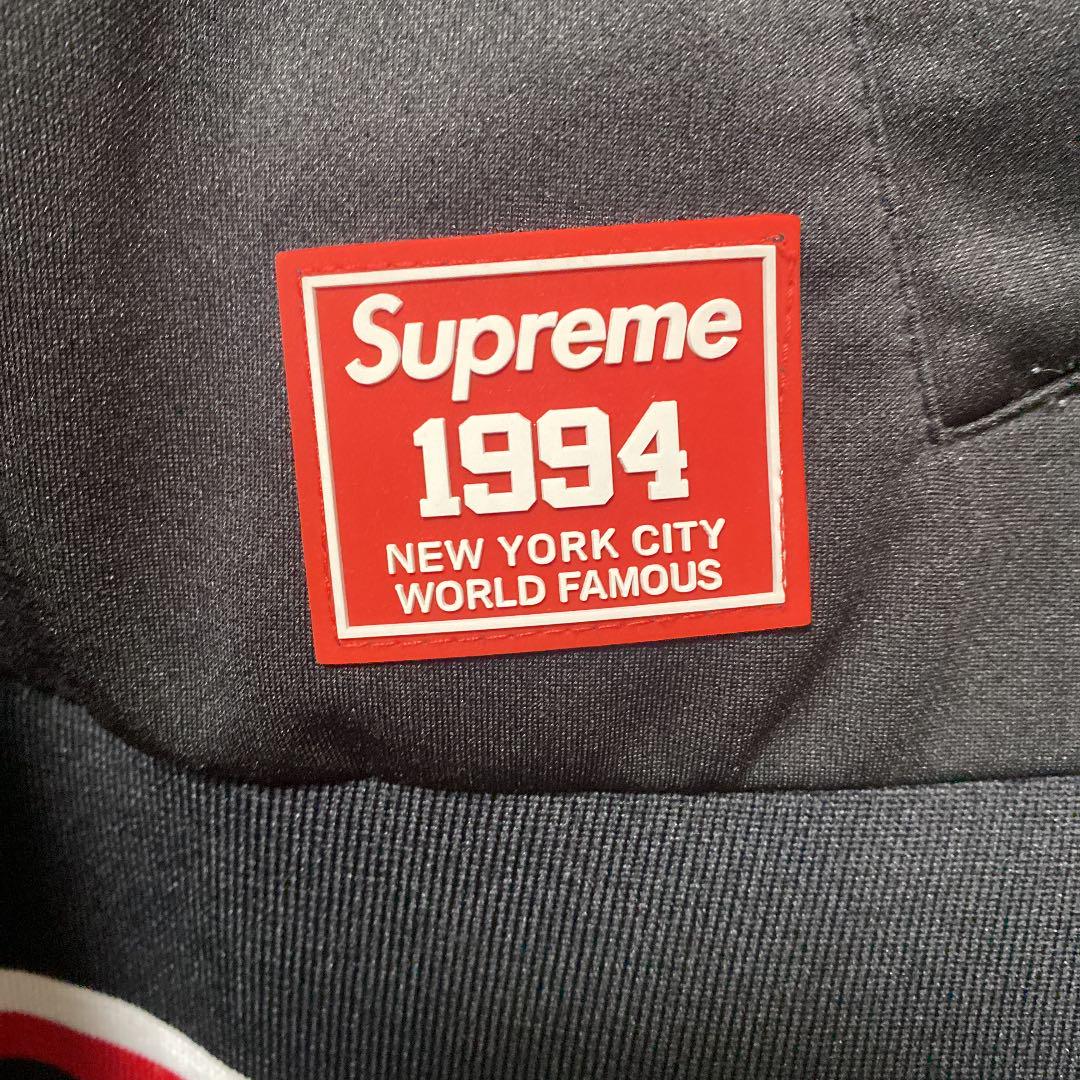 Supreme
1994
NEW YORK CITY
WORLD FAMOUS